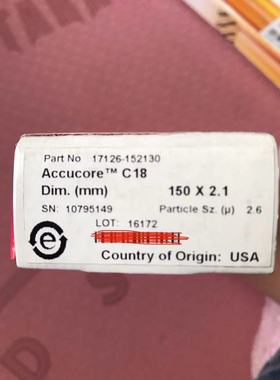 Part No 17126-152130
Accucore™ C18
Dim. (mm) 150 X 2.1
SN: 10795149 Particle Sz. (µ) 2.6
LOT: 16172
e
Country of Origin: USA